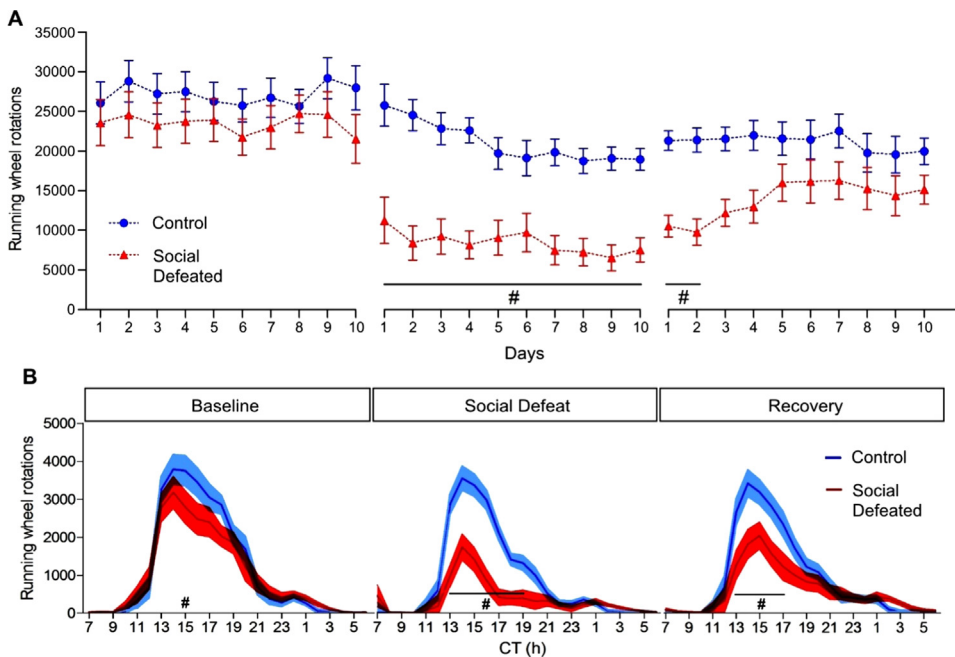 A
Running wheel rotations
35000
30000
25000
20000
15000
10000
5000
0
Control
Social
Defeated
#
#
1 2 3 4 5 6 7 8 9 10 1 2 3 4 5 6 7 8 9 10 1 2 3 4 5 6 7 8 9 10
Days
B
Baseline Social Defeat Recovery
Running wheel rotations
5000
4000
3000
2000
1000
0
Control
Social
Defeated
# # #
7 9 11 13 15 17 19 21 23 1 3 5 7 9 11 13 15 17 19 21 23 1 3 5 7 9 11 13 15 17 19 21 23 1 3 5
CT (h)